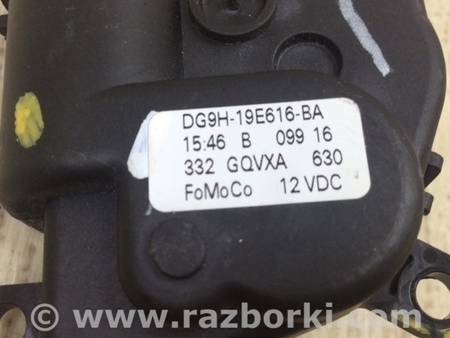 DG9H-19E616-BA
15:46 B 099 16
332 GQVXA 630
FoMoCo 12 VDC
© www.razborki.com